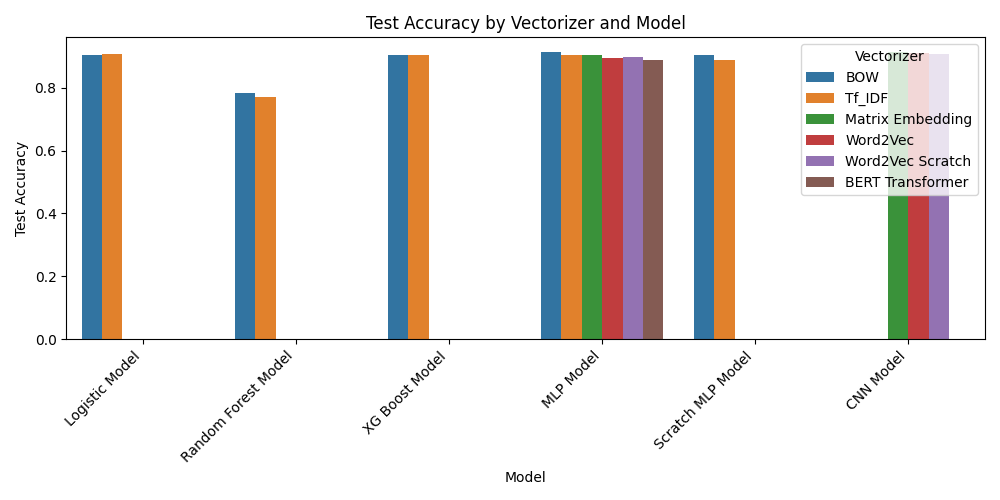 Test Accuracy by Vectorizer and Model
Test Accuracy
0.8
0.6
0.4
0.2
0.0
Vectorizer
BOW
Tf_IDF
Matrix Embedding
Word2Vec
Word2Vec Scratch
BERT Transformer
Logistic Model
Random Forest Model
XG Boost Model
MLP Model
Scratch MLP Model
CNN Model
Model